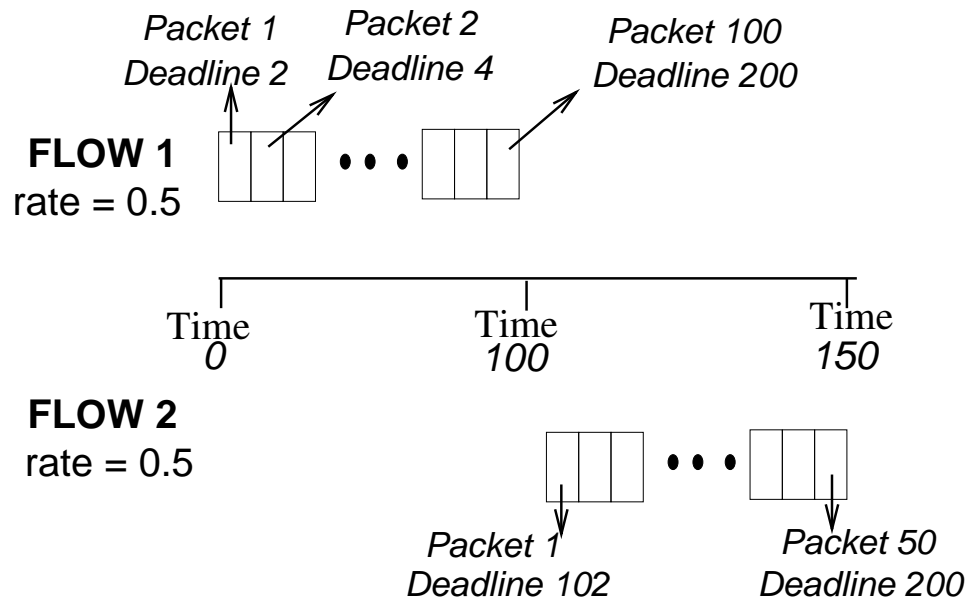 Packet 1
Deadline 2
Packet 2
Deadline 4
Packet 100
Deadline 200
FLOW 1
rate = 0.5
Time
0
Time
100
Time
150
FLOW 2
rate = 0.5
Packet 1
Deadline 102
Packet 50
Deadline 200